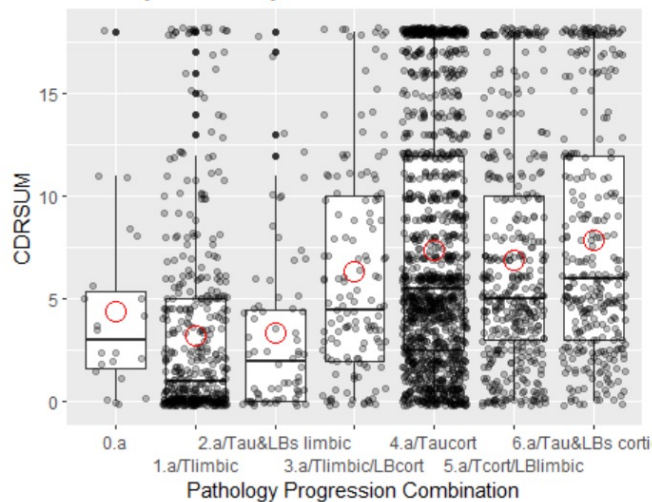 15
10
5
0
CDRSUM
0.a
2.a/Tau&LBs limbic
4.a/Taucort
6.a/Tau&LBs corti
1.a/Tlimbic
3.a/Tlimbic/LBcort
5.a/Tcort/LBlimbic
Pathology Progression Combination